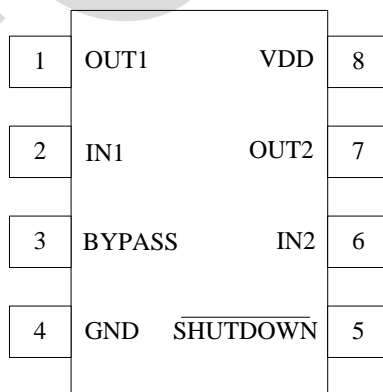 1 OUT1 VDD 8
2 IN1 OUT2 7
3 BYPASS IN2 6
4 GND SHUTDOWN 5